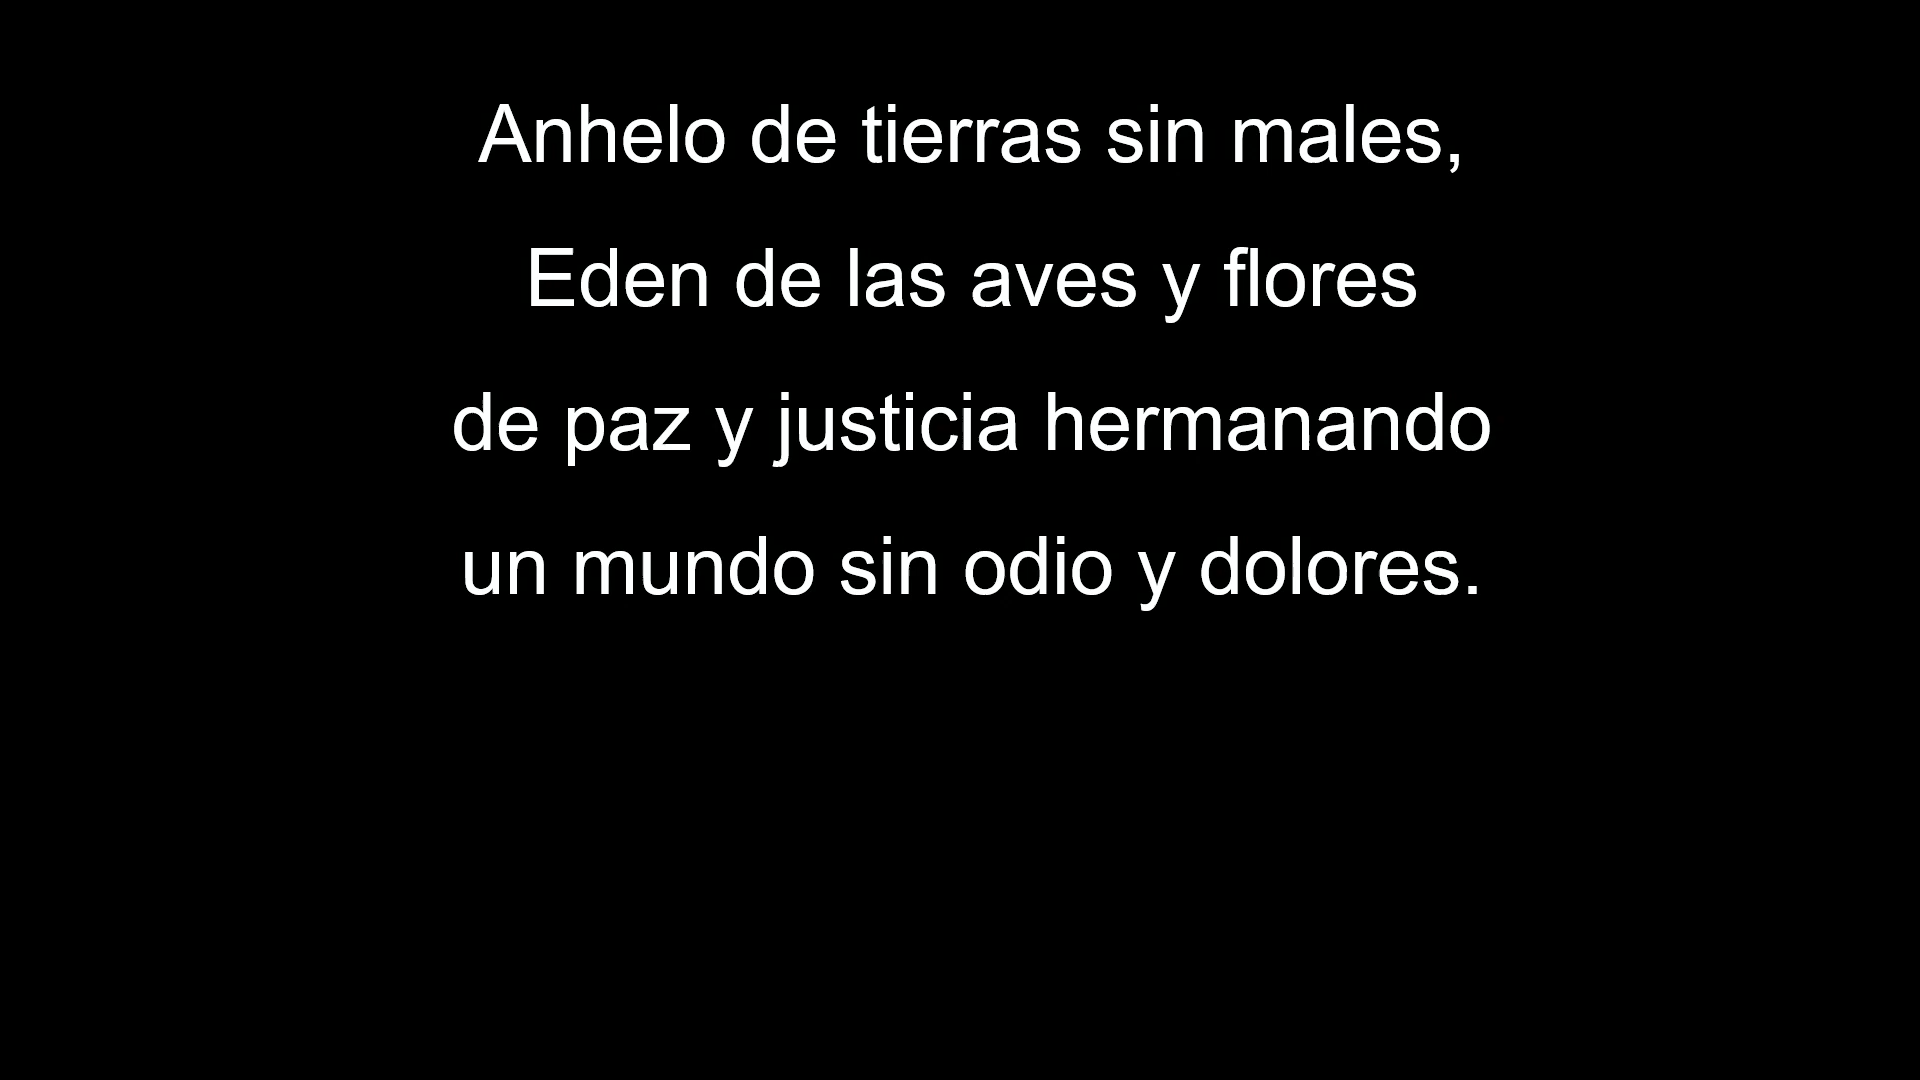 Anhelo de tierras sin males,
Eden de las aves y flores
de paz y justicia hermanando
un mundo sin odio y dolores.